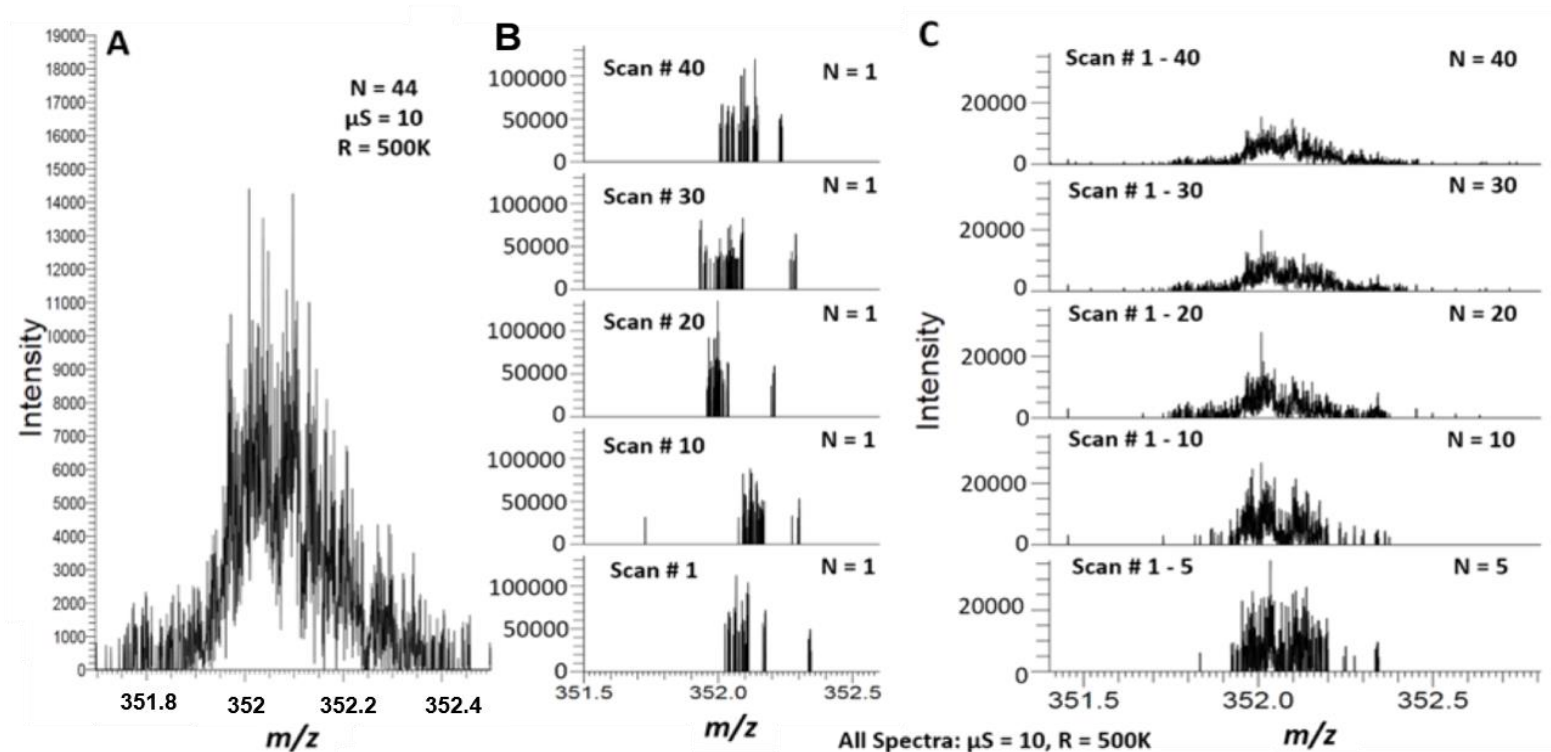 A
N = 44
µS = 10
R = 500K
19000
18000
17000
16000
15000
14000
13000
12000
11000
10000
9000
8000
7000
6000
5000
4000
3000
2000
1000
0
Intensity
351.8 352 352.2 352.4
m/z
B
Scan # 40 N = 1
100000
50000
0
Scan # 30 N = 1
100000
50000
0
Scan # 20 N = 1
100000
50000
0
Scan # 10 N = 1
100000
50000
0
Scan # 1 N = 1
100000
50000
0
351.5 352.0 352.5
m/z
C
Intensity
Scan # 1 - 40 N = 40
20000
0
Scan # 1 - 30 N = 30
20000
0
Scan # 1 - 20 N = 20
20000
0
Scan # 1 - 10 N = 10
20000
0
Scan # 1 - 5 N = 5
20000
0
351.5 352.0 352.5
m/z
All Spectra: µS = 10, R = 500K